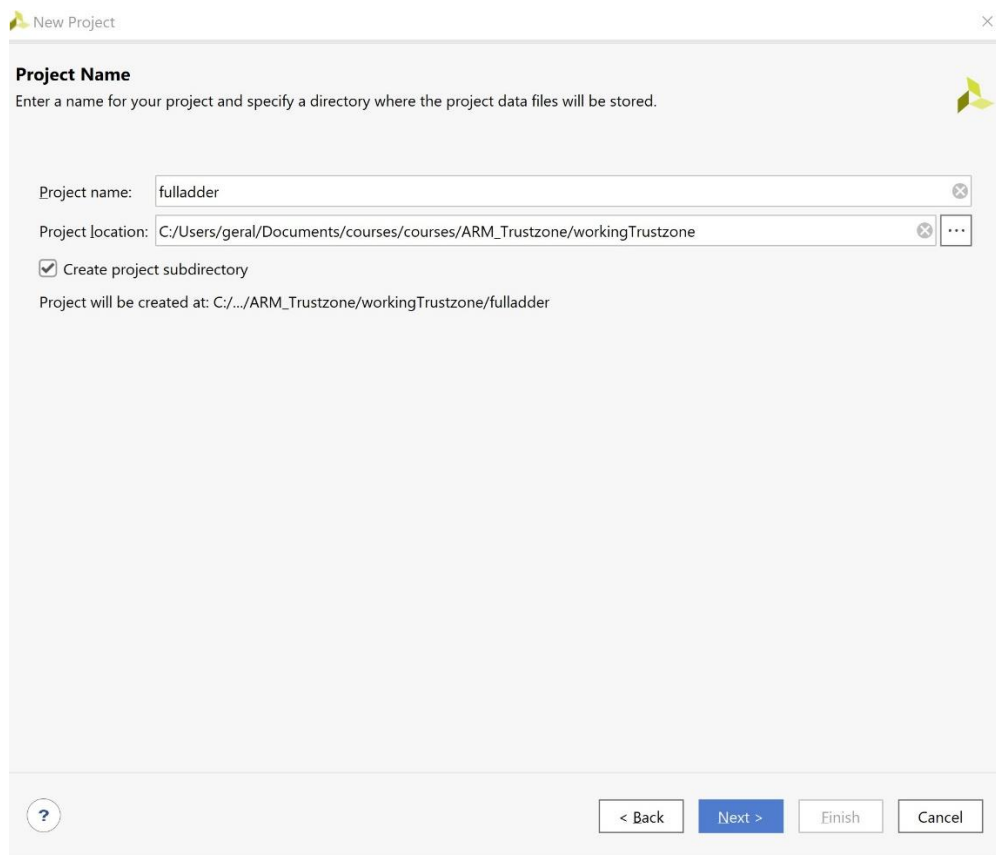 New Project
Project Name
Enter a name for your project and specify a directory where the project data files will be stored.
Project name: fulladder
Project location: C:/Users/geral/Documents/courses/courses/ARM_Trustzone/workingTrustzone ...
Create project subdirectory
Project will be created at: C:/.../ARM_Trustzone/workingTrustzone/fulladder
? < Back Next > Finish Cancel